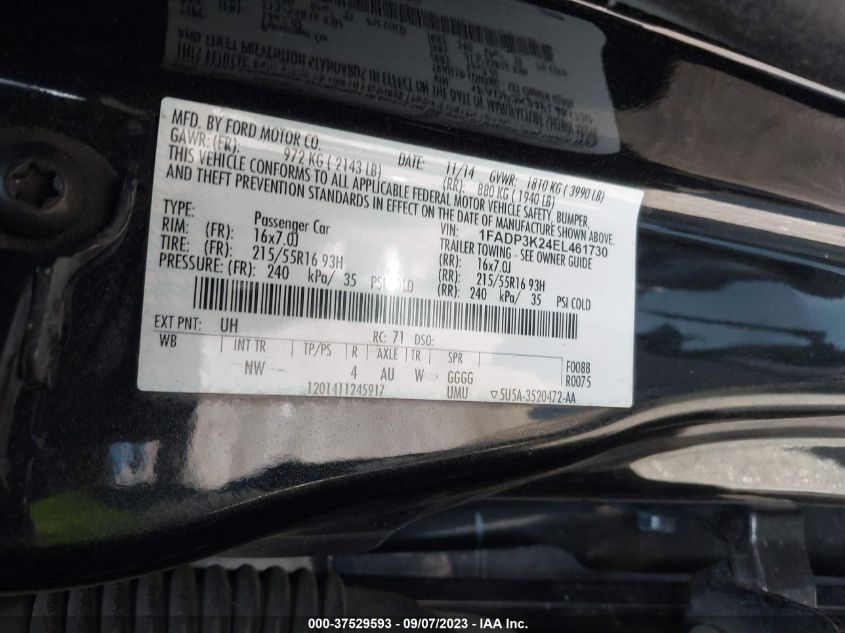 MFD. BY FORD MOTOR CO.
DATE: 11/14 GVWR: 1810 KG ( 3990 LB)
GAWR: (FR): 972 KG ( 2143 LB) (RR): 880 KG ( 1940 LB)
THIS VEHICLE CONFORMS TO ALL APPLICABLE FEDERAL MOTOR VEHICLE SAFETY, BUMPER,
AND THEFT PREVENTION STANDARDS IN EFFECT ON THE DATE OF MANUFACTURE SHOWN ABOVE.
VIN: 1FADP3K24EL461730
TYPE: Passenger Car TRAILER TOWING - SEE OWNER GUIDE
RIM: (FR): 16x7.0J (RR): 16x7.0J
TIRE: (FR): 215/55R16 93H (RR): 215/55R16 93H
PRESSURE: (FR): 240 kPa/ 35 PSI COLD (RR): 240 kPa/ 35 PSI COLD
EXT PNT: UH RC: 71 DSO:
WB INT TR TP/PS R AXLE TR SPR F0088
NW 4 AU W GGGG R0075
1201411245917 UMU ▽5U5A-3520472-AA
000-37529593 - 09/07/2023 - IAA Inc.